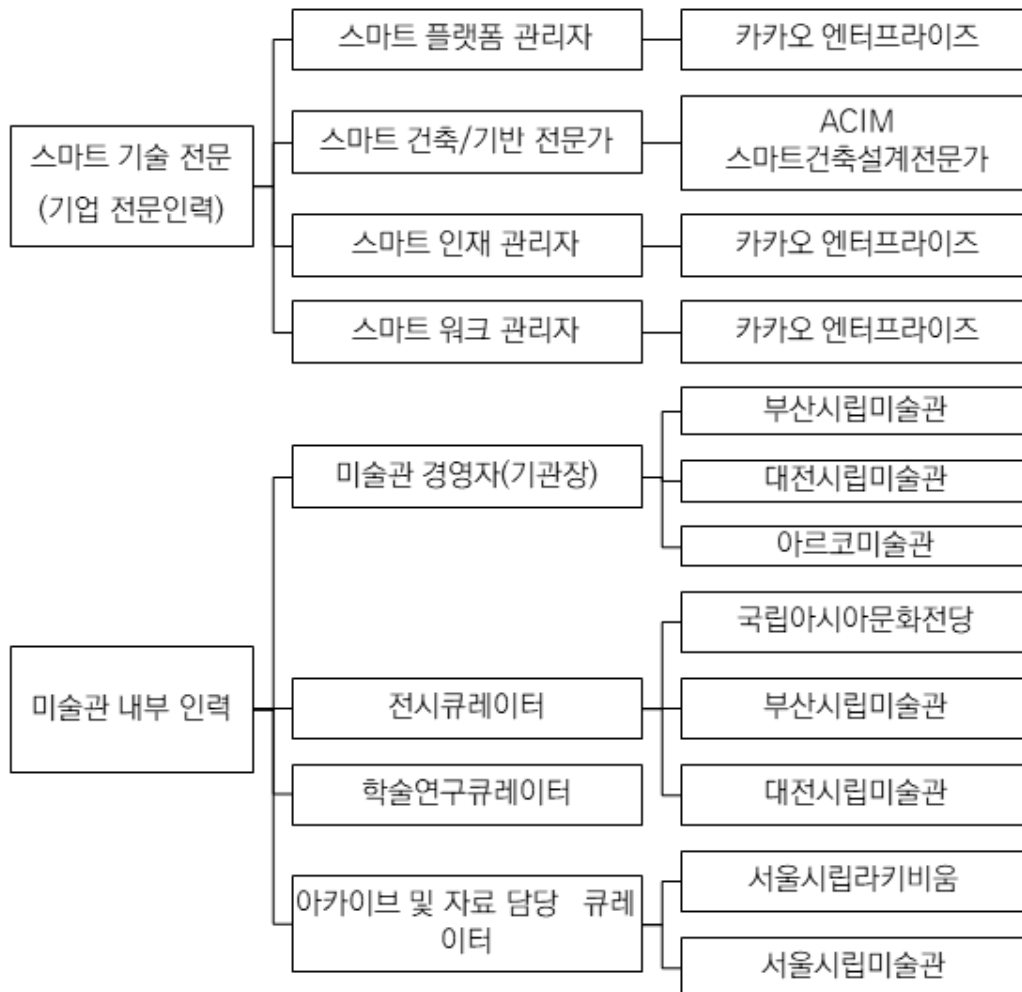 스마트 기술 전문
(기업 전문인력)
스마트 플랫폼 관리자
카카오 엔터프라이즈
스마트 건축/기반 전문가
ACIM
스마트건축설계전문가
스마트 인재 관리자
카카오 엔터프라이즈
스마트 워크 관리자
카카오 엔터프라이즈
미술관 내부 인력
미술관 경영자(기관장)
부산시립미술관
대전시립미술관
아르코미술관
전시큐레이터
국립아시아문화전당
부산시립미술관
대전시립미술관
학술연구큐레이터
아카이브 및 자료 담당 큐레
이터
서울시립라키비움
서울시립미술관